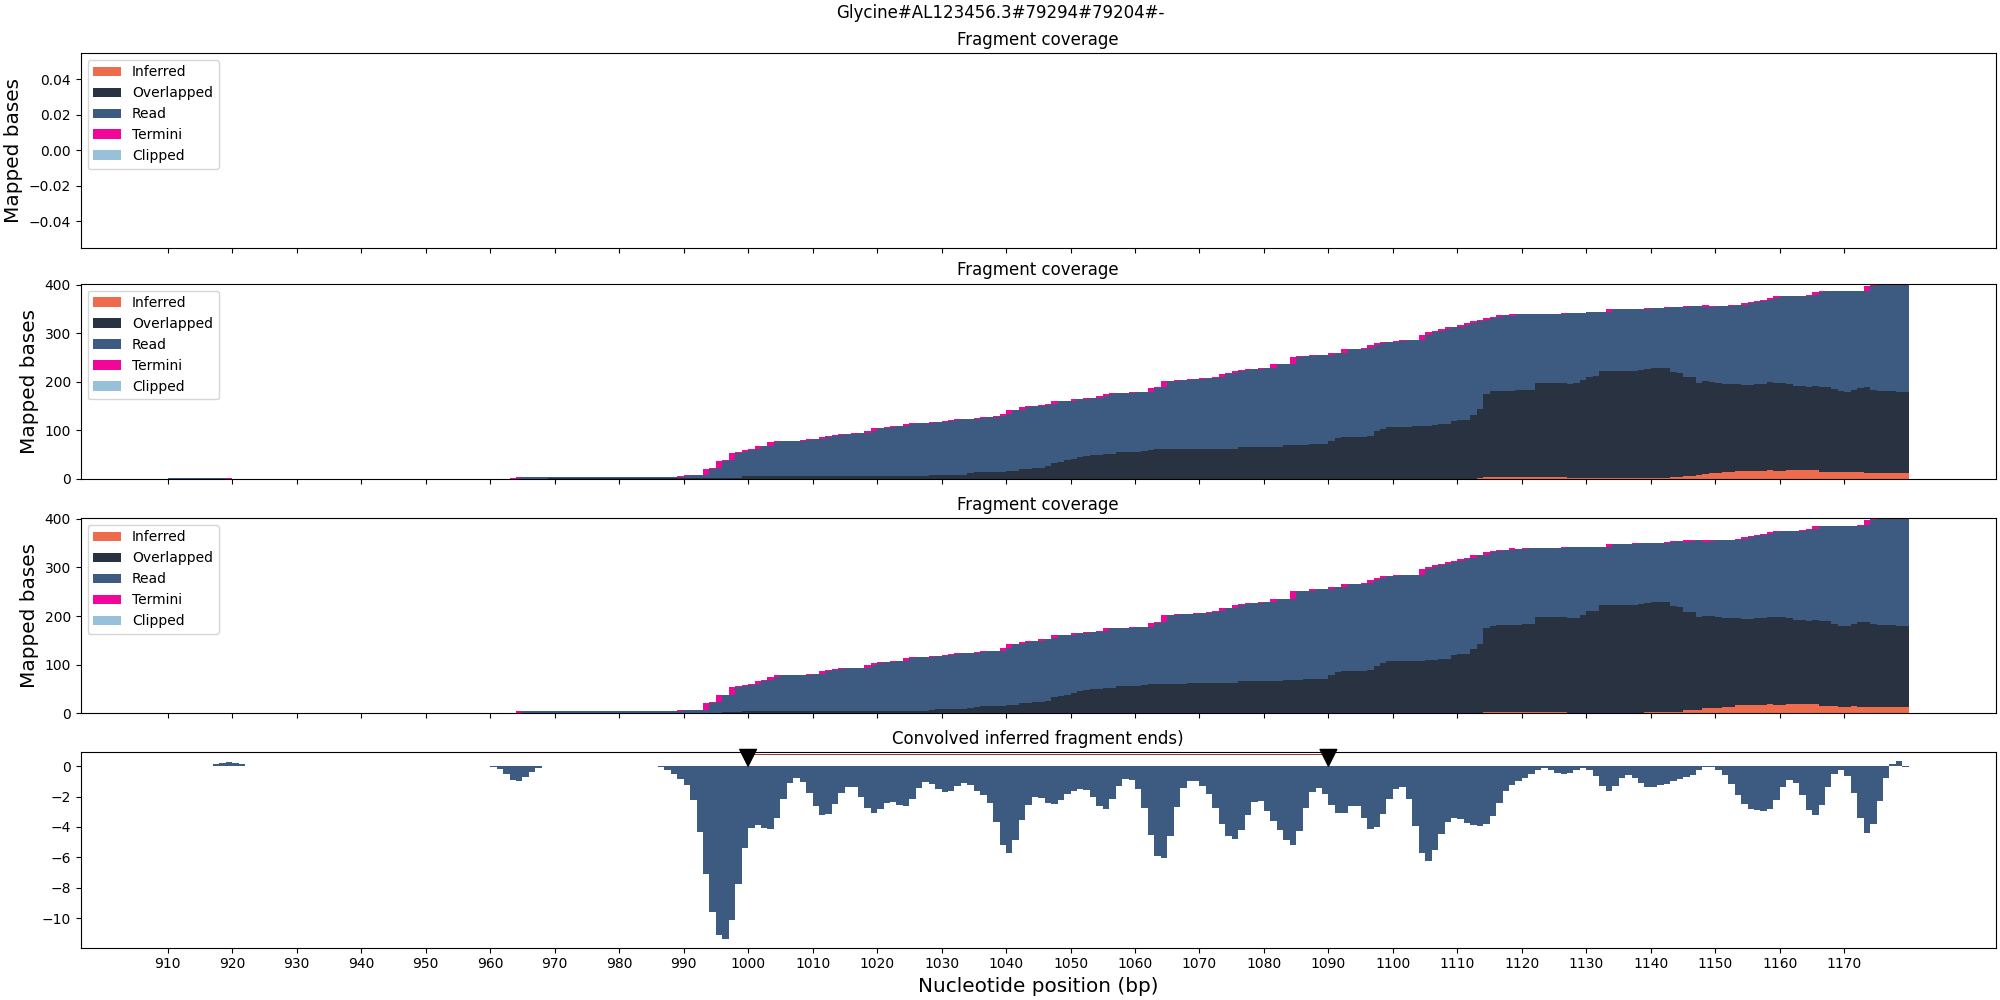 Glycine#AL123456.3#79294#79204#-
Fragment coverage
Mapped bases
0.04
0.02
0.00
−0.02
−0.04
Inferred
Overlapped
Read
Termini
Clipped
Fragment coverage
Mapped bases
400
300
200
100
0
Inferred
Overlapped
Read
Termini
Clipped
Fragment coverage
Mapped bases
400
300
200
100
0
Inferred
Overlapped
Read
Termini
Clipped
Convolved inferred fragment ends)
0
−2
−4
−6
−8
−10
910 920 930 940 950 960 970 980 990 1000 1010 1020 1030 1040 1050 1060 1070 1080 1090 1100 1110 1120 1130 1140 1150 1160 1170
Nucleotide position (bp)